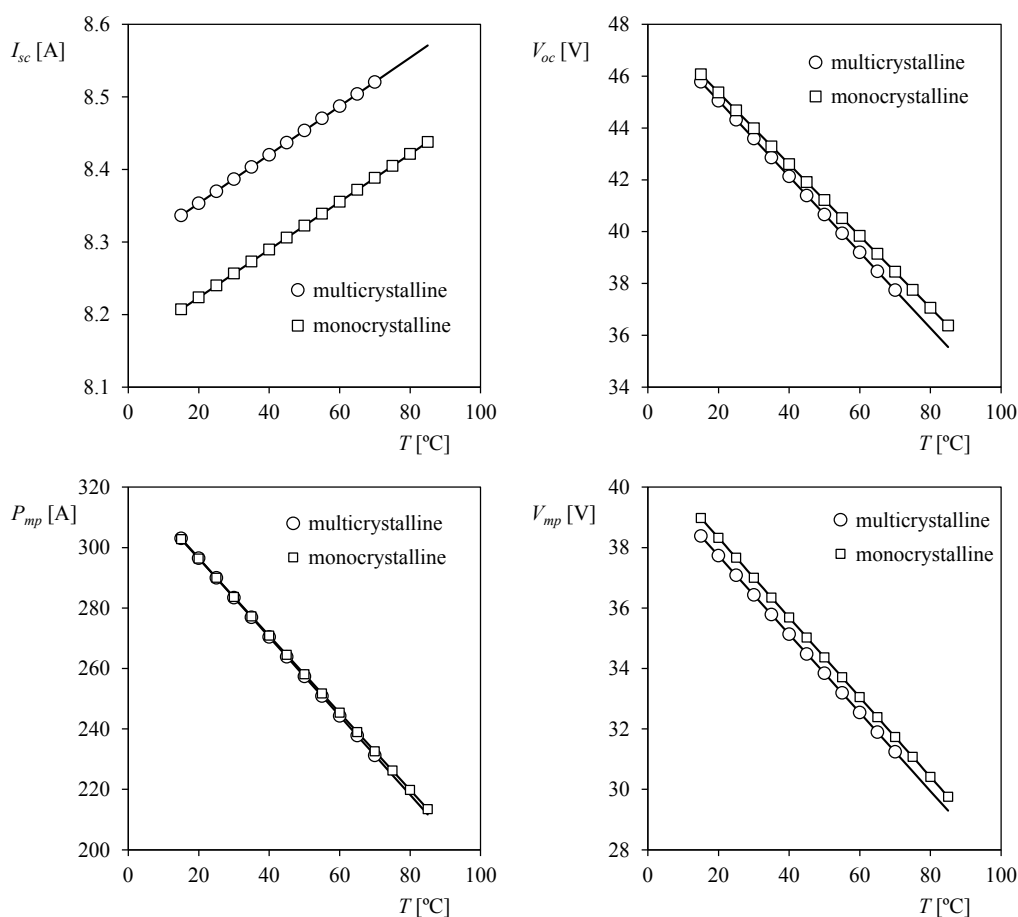 I_sc [A]
8.6
8.5
8.4
8.3
8.2
8.1
multicrystalline
monocrystalline
0 20 40 60 80 100
T [ºC]
V_oc [V]
48
46
44
42
40
38
36
34
multicrystalline
monocrystalline
0 20 40 60 80 100
T [ºC]
P_mp [A]
320
300
280
260
240
220
200
multicrystalline
monocrystalline
0 20 40 60 80 100
T [ºC]
V_mp [V]
40
38
36
34
32
30
28
multicrystalline
monocrystalline
0 20 40 60 80 100
T [ºC]